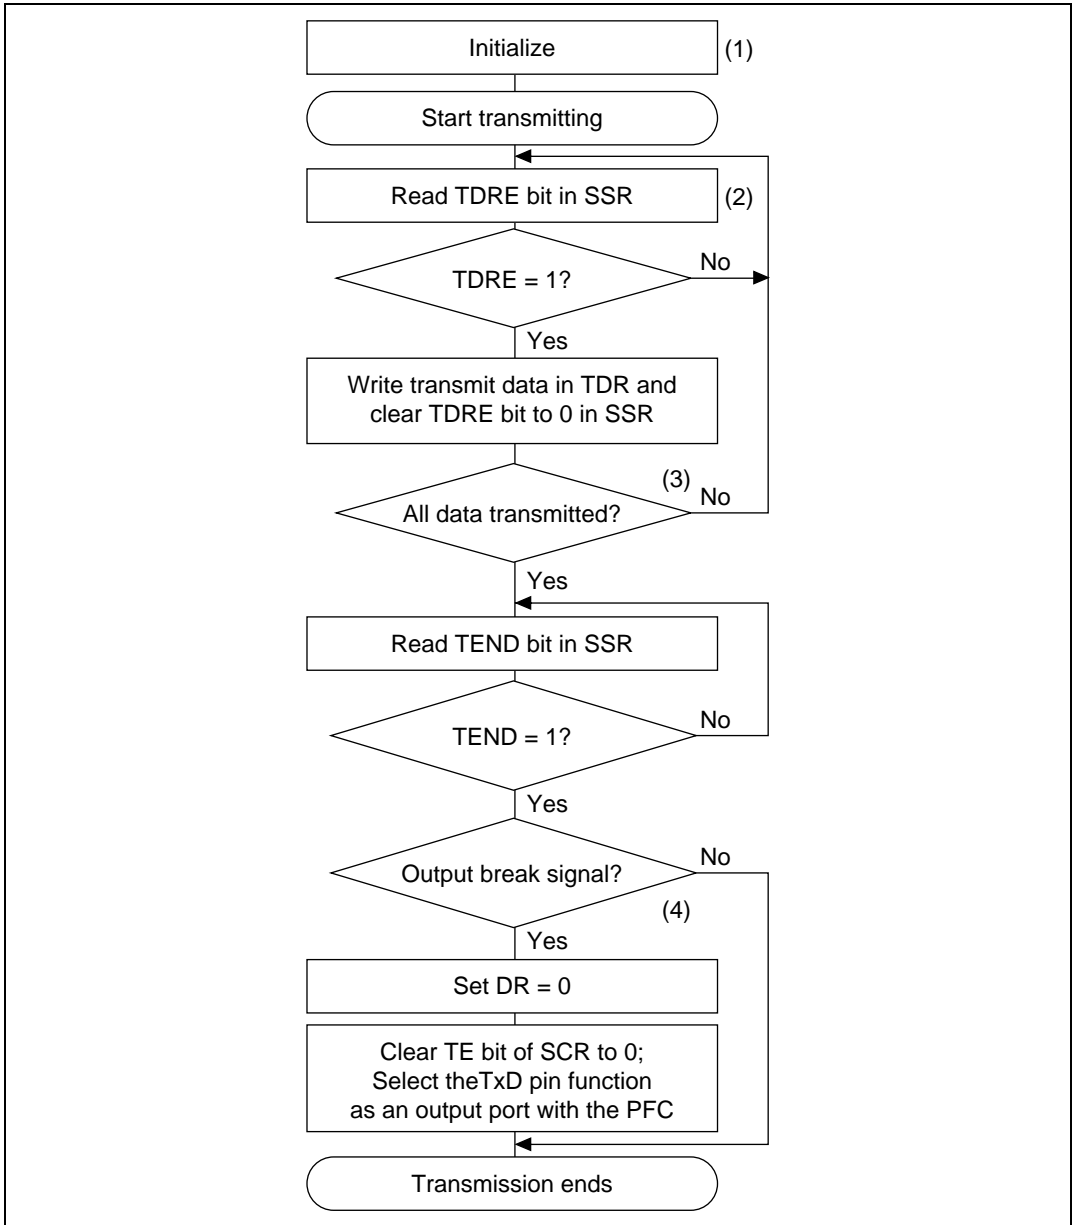 Initialize
(1)
Start transmitting
Read TDRE bit in SSR
(2)
TDRE = 1?
No
Yes
Write transmit data in TDR and
clear TDRE bit to 0 in SSR
(3)
All data transmitted?
No
Yes
Read TEND bit in SSR
TEND = 1?
No
Yes
Output break signal?
No
(4)
Yes
Set DR = 0
Clear TE bit of SCR to 0;
Select theTxD pin function
as an output port with the PFC
Transmission ends